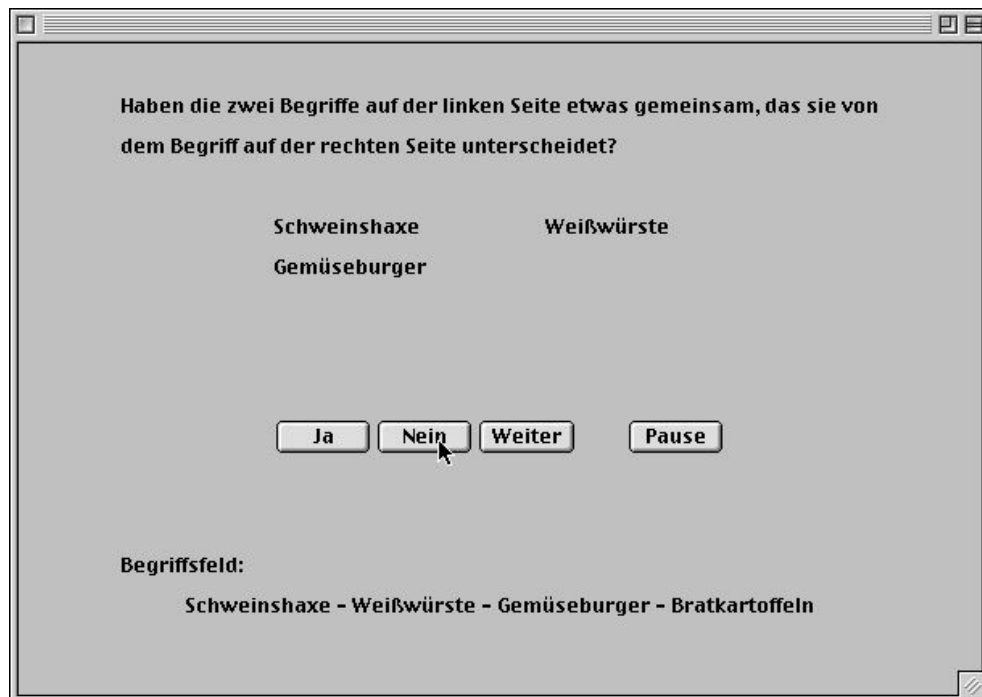 Haben die zwei Begriffe auf der linken Seite etwas gemeinsam, das sie von
dem Begriff auf der rechten Seite unterscheidet?
Schweinshaxe Weißwürste
Gemüseburger
Ja Nein Weiter Pause
Begriffsfeld:
Schweinshaxe - Weißwürste - Gemüseburger - Bratkartoffeln